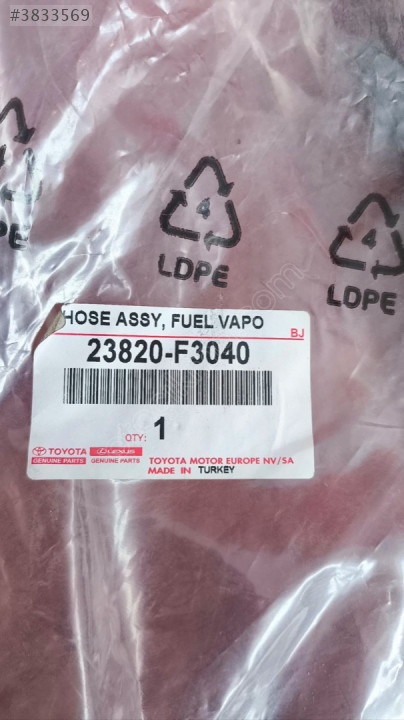 #3833569
4
LDPE
4
LDPE
PE
HOSE ASSY, FUEL VAPO
BJ
23820-F3040
QTY: 1
TOYOTA LEXUS
GENUINE PARTS GENUINE PARTS
TOYOTA MOTOR EUROPE NV/SA
MADE IN TURKEY